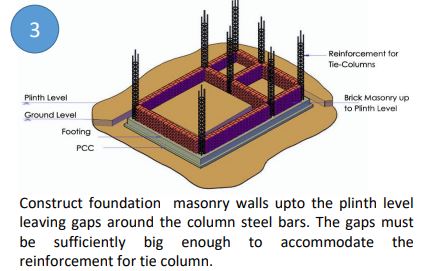 3
Reinforcement for
Tie-Columns
Plinth Level
Brick Masonry up
to Plinth Level
Ground Level
Footing
PCC
Construct foundation masonry walls upto the plinth level
leaving gaps around the column steel bars. The gaps must
be sufficiently big enough to accommodate the
reinforcement for tie column.